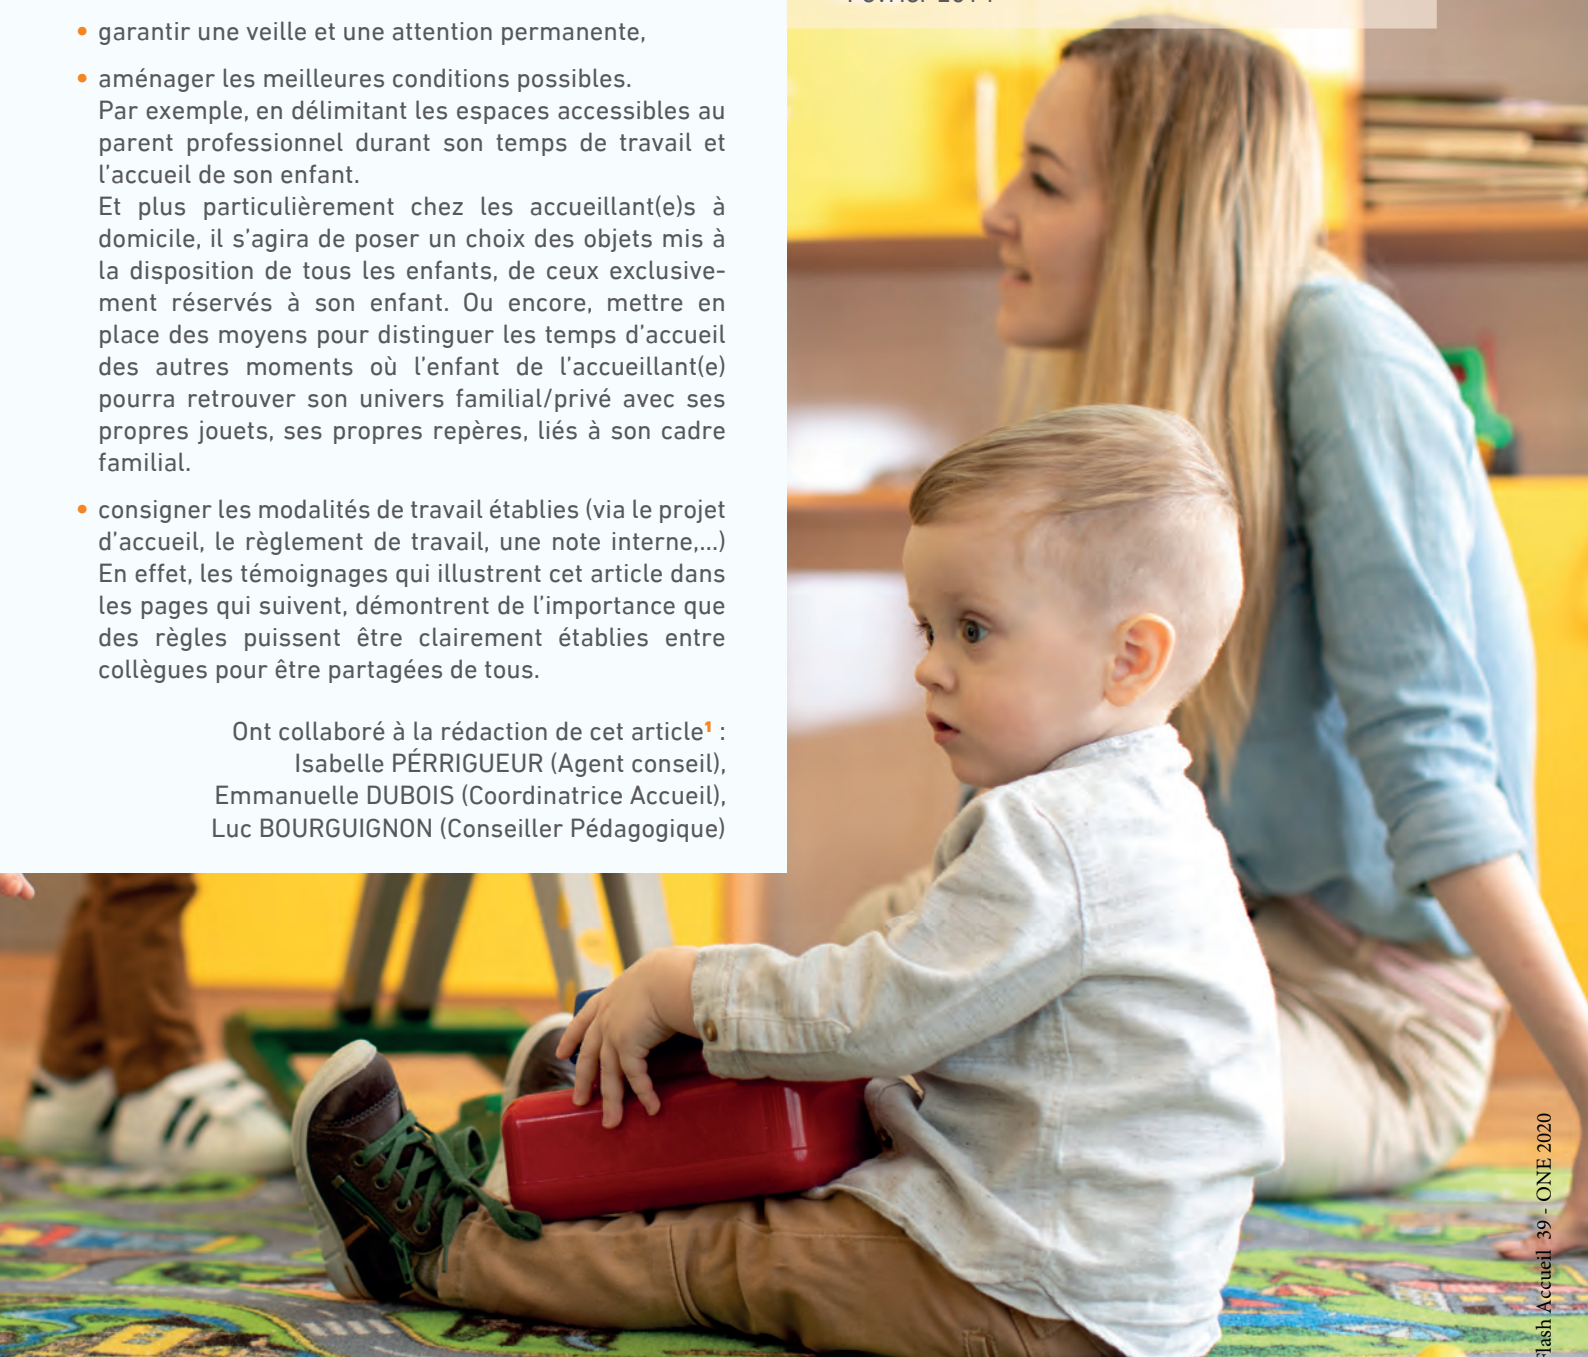 • garantir une veille et une attention permanente,
• aménager les meilleures conditions possibles.
Par exemple, en délimitant les espaces accessibles au
parent professionnel durant son temps de travail et
l'accueil de son enfant.
Et plus particulièrement chez les accueillant(e)s à
domicile, il s'agira de poser un choix des objets mis à
la disposition de tous les enfants, de ceux exclusive-
ment réservés à son enfant. Ou encore, mettre en
place des moyens pour distinguer les temps d'accueil
des autres moments où l'enfant de l'accueillant(e)
pourra retrouver son univers familial/privé avec ses
propres jouets, ses propres repères, liés à son cadre
familial.
• consigner les modalités de travail établies (via le projet
d'accueil, le règlement de travail, une note interne,...)
En effet, les témoignages qui illustrent cet article dans
les pages qui suivent, démontrent de l'importance que
des règles puissent être clairement établies entre
collègues pour être partagées de tous.
Ont collaboré à la rédaction de cet article¹ :
Isabelle PÉRRIGUEUR (Agent conseil),
Emmanuelle DUBOIS (Coordinatrice Accueil),
Luc BOURGUIGNON (Conseiller Pédagogique)
Flash Accueil 39 - ONE 2020